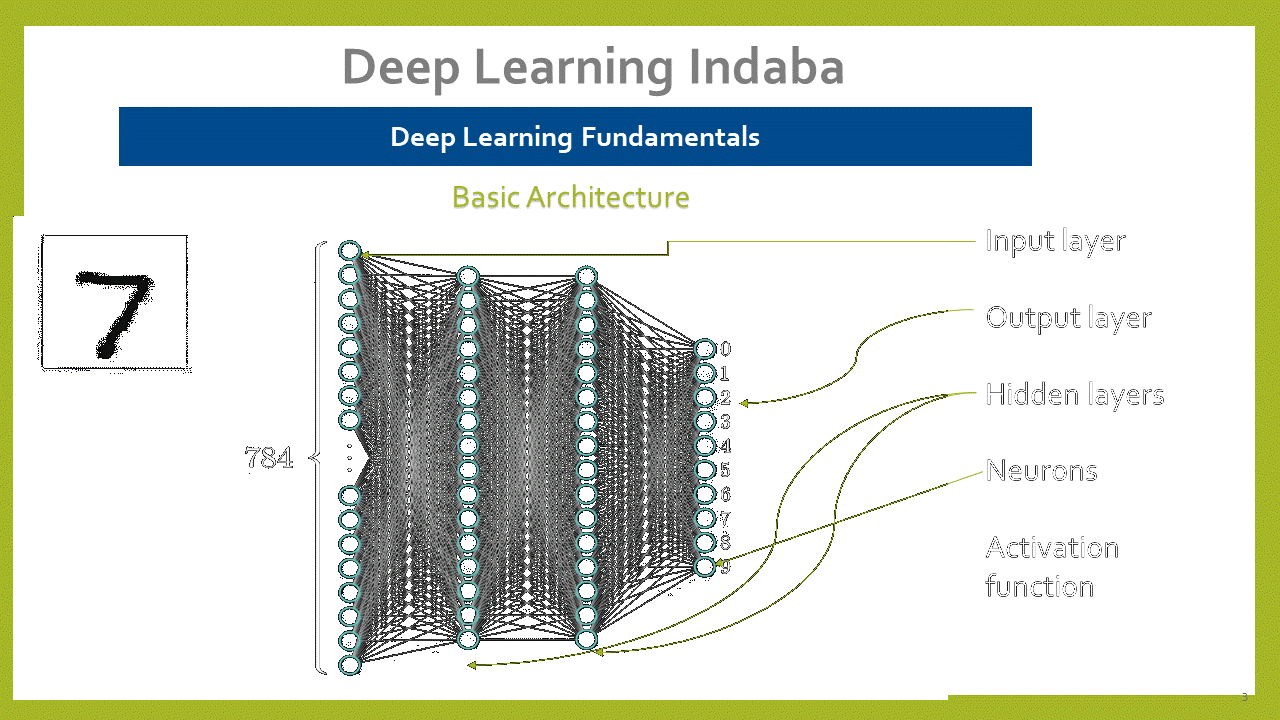 Deep Learning Indaba
Deep Learning Fundamentals
Basic Architecture
7
784
0
1
2
3
4
5
6
7
8
9
Input layer
Output layer
Hidden layers
Neurons
Activation
function
3